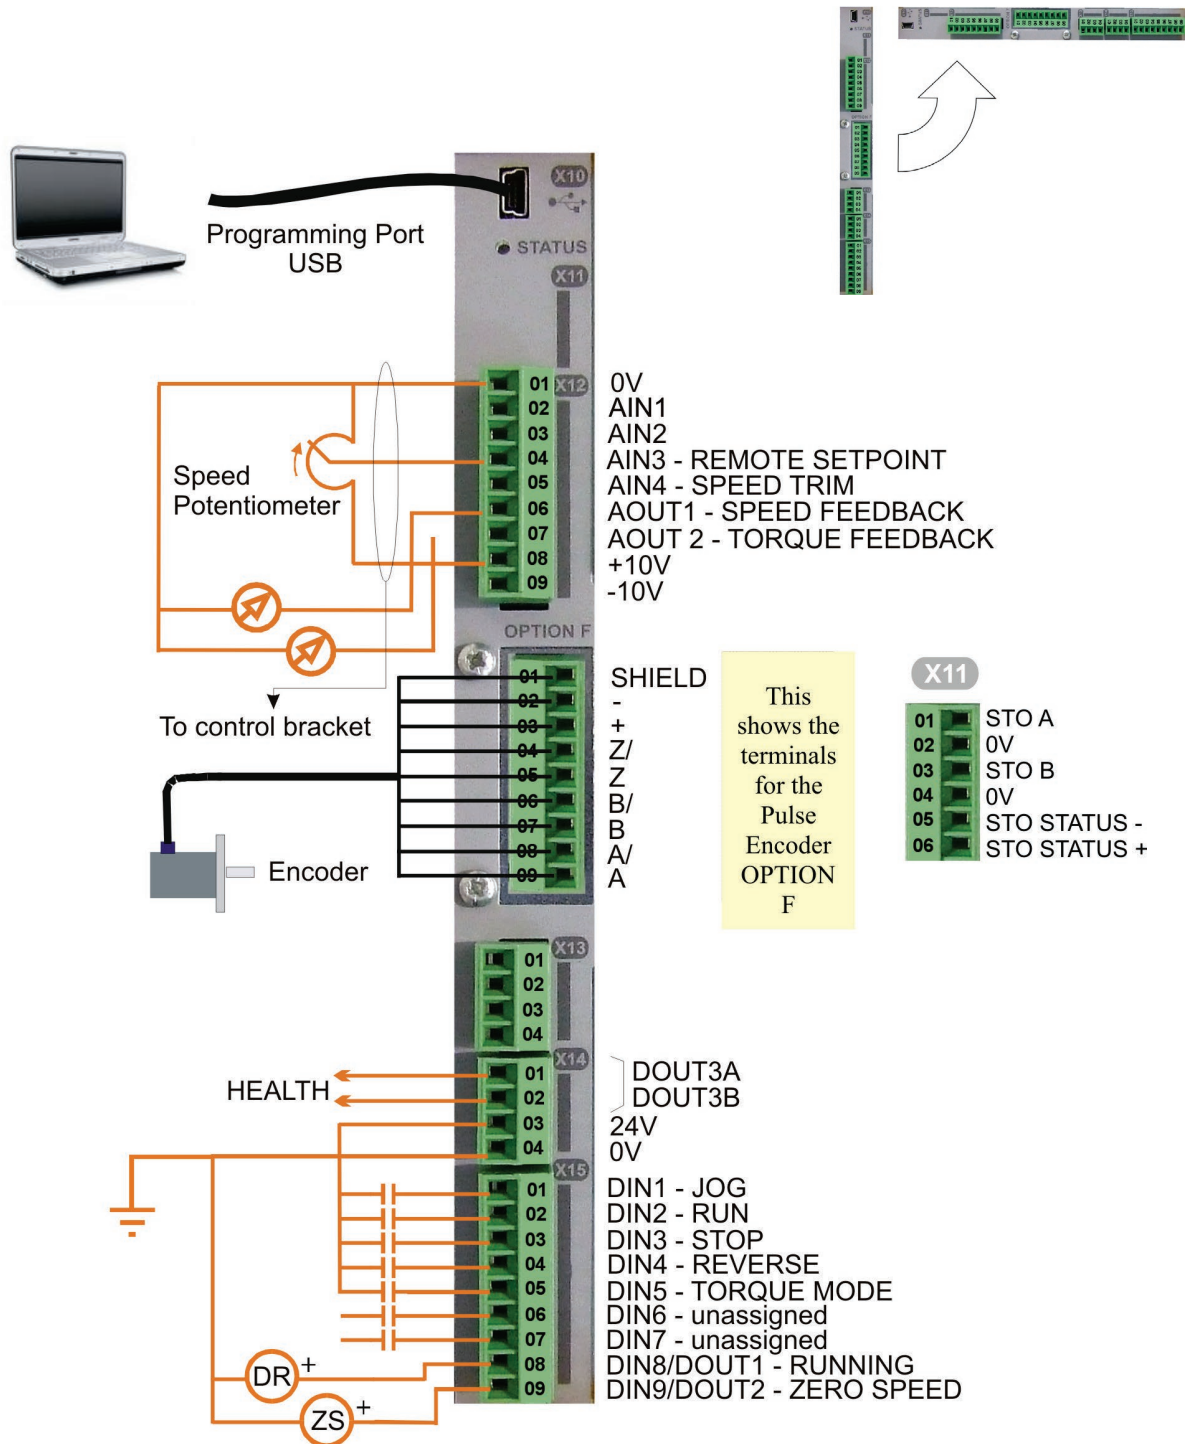 Programming Port
USB
X10
STATUS
X11
X12
01
02
03
04
05
06
07
08
09
0V
AIN1
AIN2
AIN3 - REMOTE SETPOINT
AIN4 - SPEED TRIM
AOUT1 - SPEED FEEDBACK
AOUT 2 - TORQUE FEEDBACK
+10V
-10V
Speed
Potentiometer
To control bracket
Encoder
OPTION F
01
02
03
04
05
06
07
08
09
SHIELD
-
+
Z/
Z
B/
B
A/
A
This
shows the
terminals
for the
Pulse
Encoder
OPTION
F
X11
01 STO A
02 0V
03 STO B
04 0V
05 STO STATUS -
06 STO STATUS +
X13
01
02
03
04
X14
HEALTH
01
02
03
04
DOUT3A
DOUT3B
24V
0V
X15
01
02
03
04
05
06
07
08
09
DIN1 - JOG
DIN2 - RUN
DIN3 - STOP
DIN4 - REVERSE
DIN5 - TORQUE MODE
DIN6 - unassigned
DIN7 - unassigned
DIN8/DOUT1 - RUNNING
DIN9/DOUT2 - ZERO SPEED
DR +
ZS +